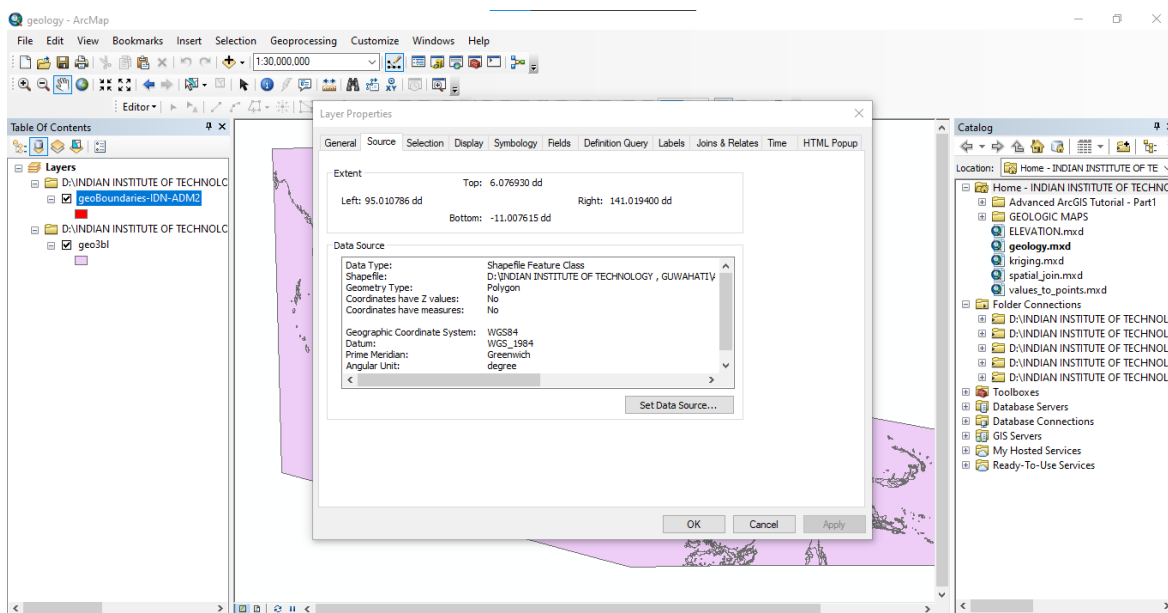 geology - ArcMap
File Edit View Bookmarks Insert Selection Geoprocessing Customize Windows Help
1:30,000,000
Editor
Table Of Contents
Layers
D:\INDIAN INSTITUTE OF TECHNOLC
geoBoundaries-IDN-ADM2
D:\INDIAN INSTITUTE OF TECHNOLC
geo3bl
Layer Properties
General Source Selection Display Symbology Fields Definition Query Labels Joins & Relates Time HTML Popup
Extent
Top: 6.076930 dd
Left: 95.010786 dd Right: 141.019400 dd
Bottom: -11.007615 dd
Data Source
Data Type: Shapefile Feature Class
Shapefile: D:\INDIAN INSTITUTE OF TECHNOLOGY , GUWAHATI\
Geometry Type: Polygon
Coordinates have Z values: No
Coordinates have measures: No
Geographic Coordinate System: WGS84
Datum: WGS_1984
Prime Meridian: Greenwich
Angular Unit: degree
Set Data Source...
OK Cancel Apply
Catalog
Location: Home - INDIAN INSTITUTE OF TE
Home - INDIAN INSTITUTE OF TECHNO
Advanced ArcGIS Tutorial - Part1
GEOLOGIC MAPS
ELEVATION.mxd
geology.mxd
kriging.mxd
spatial_join.mxd
values_to_points.mxd
Folder Connections
D:\INDIAN INSTITUTE OF TECHNOL
D:\INDIAN INSTITUTE OF TECHNOL
D:\INDIAN INSTITUTE OF TECHNOL
D:\INDIAN INSTITUTE OF TECHNOL
D:\INDIAN INSTITUTE OF TECHNOL
Toolboxes
Database Servers
Database Connections
GIS Servers
My Hosted Services
Ready-To-Use Services